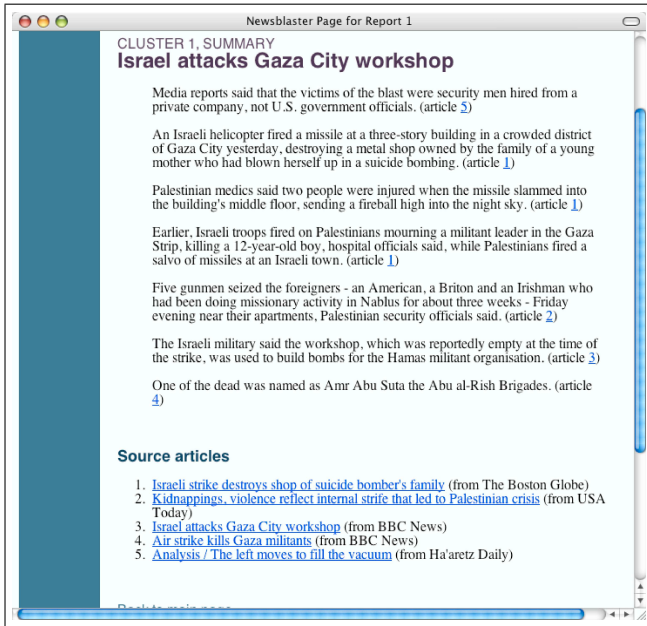 Newsblaster Page for Report 1
CLUSTER 1, SUMMARY
Israel attacks Gaza City workshop
Media reports said that the victims of the blast were security men hired from a
private company, not U.S. government officials. (article 5)
An Israeli helicopter fired a missile at a three-story building in a crowded district
of Gaza City yesterday, destroying a metal shop owned by the family of a young
mother who had blown herself up in a suicide bombing. (article 1)
Palestinian medics said two people were injured when the missile slammed into
the building's middle floor, sending a fireball high into the night sky. (article 1)
Earlier, Israeli troops fired on Palestinians mourning a militant leader in the Gaza
Strip, killing a 12-year-old boy, hospital officials said, while Palestinians fired a
salvo of missiles at an Israeli town. (article 1)
Five gunmen seized the foreigners - an American, a Briton and an Irishman who
had been doing missionary activity in Nablus for about three weeks - Friday
evening near their apartments, Palestinian security officials said. (article 2)
The Israeli military said the workshop, which was reportedly empty at the time of
the strike, was used to build bombs for the Hamas militant organisation. (article 3)
One of the dead was named as Amr Abu Suta the Abu al-Rish Brigades. (article
4)
Source articles
1. Israeli strike destroys shop of suicide bomber's family (from The Boston Globe)
2. Kidnappings, violence reflect internal strife that led to Palestinian crisis (from USA
Today)
3. Israel attacks Gaza City workshop (from BBC News)
4. Air strike kills Gaza militants (from BBC News)
5. Analysis / The left moves to fill the vacuum (from Ha'aretz Daily)
Back to main page